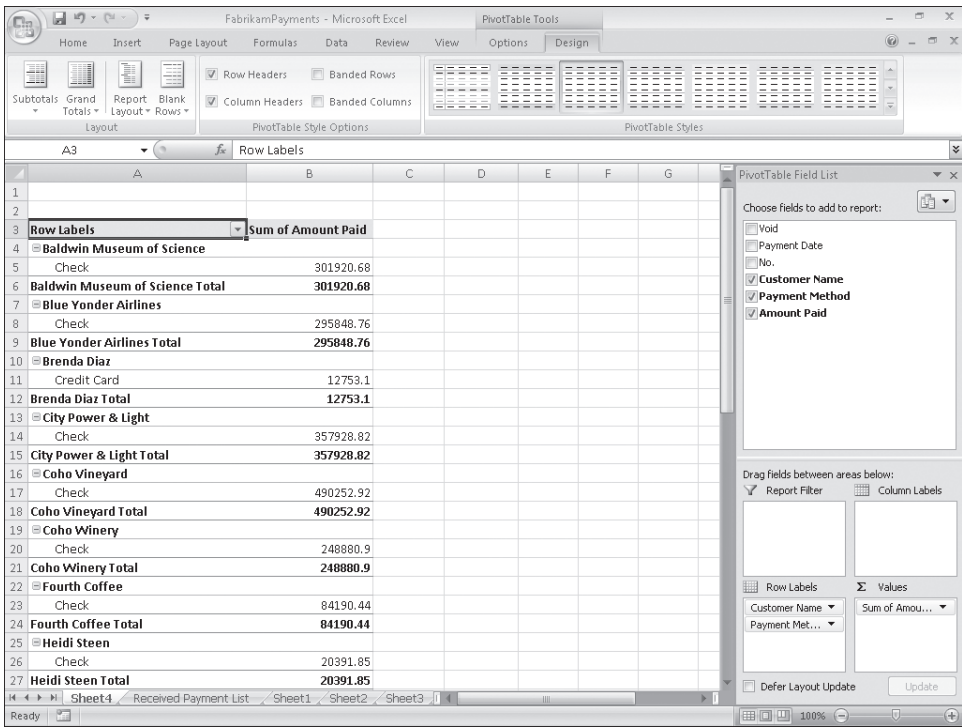 FabrikamPayments - Microsoft Excel
PivotTable Tools
Home Insert Page Layout Formulas Data Review View Options Design
Subtotals
Grand Totals
Report Layout
Blank Rows
Layout
Row Headers
Banded Rows
Column Headers
Banded Columns
PivotTable Style Options
PivotTable Styles
A3 fx Row Labels
A B C D E F G
1
2
3 Row Labels Sum of Amount Paid
4 Baldwin Museum of Science
5 Check 301920.68
6 Baldwin Museum of Science Total 301920.68
7 Blue Yonder Airlines
8 Check 295848.76
9 Blue Yonder Airlines Total 295848.76
10 Brenda Diaz
11 Credit Card 12753.1
12 Brenda Diaz Total 12753.1
13 City Power & Light
14 Check 357928.82
15 City Power & Light Total 357928.82
16 Coho Vineyard
17 Check 490252.92
18 Coho Vineyard Total 490252.92
19 Coho Winery
20 Check 248880.9
21 Coho Winery Total 248880.9
22 Fourth Coffee
23 Check 84190.44
24 Fourth Coffee Total 84190.44
25 Heidi Steen
26 Check 20391.85
27 Heidi Steen Total 20391.85
PivotTable Field List
Choose fields to add to report:
Void
Payment Date
No.
Customer Name
Payment Method
Amount Paid
Drag fields between areas below:
Report Filter
Column Labels
Row Labels
Σ Values
Customer Name
Sum of Amou...
Payment Met...
Defer Layout Update
Update
Sheet4 Received Payment List Sheet1 Sheet2 Sheet3
Ready
100%